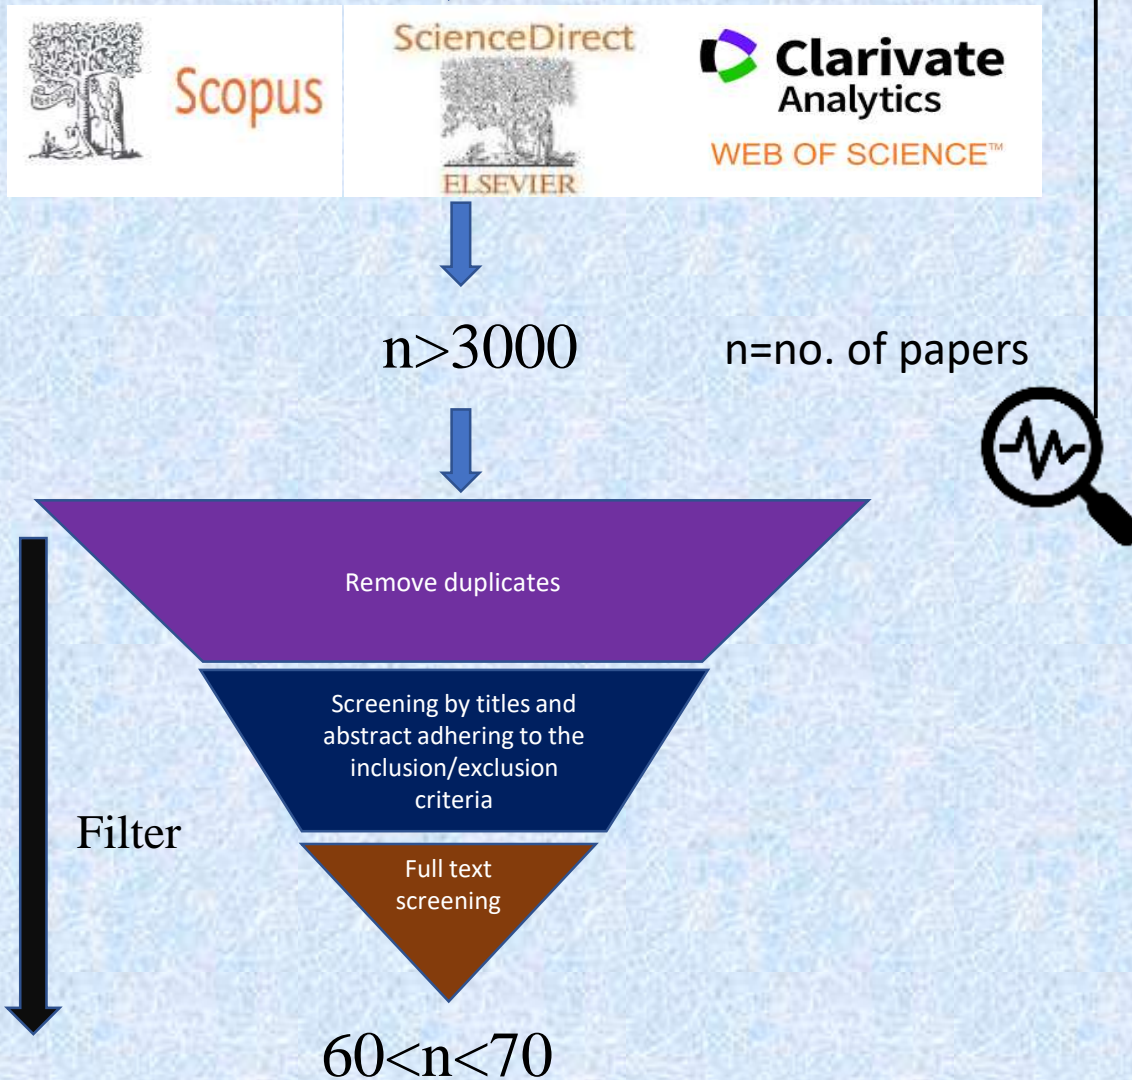 Scopus
ScienceDirect
ELSEVIER
Clarivate
Analytics
WEB OF SCIENCE™
n>3000
n=no. of papers
Remove duplicates
Screening by titles and
abstract adhering to the
inclusion/exclusion
criteria
Filter
Full text
screening
60<n<70